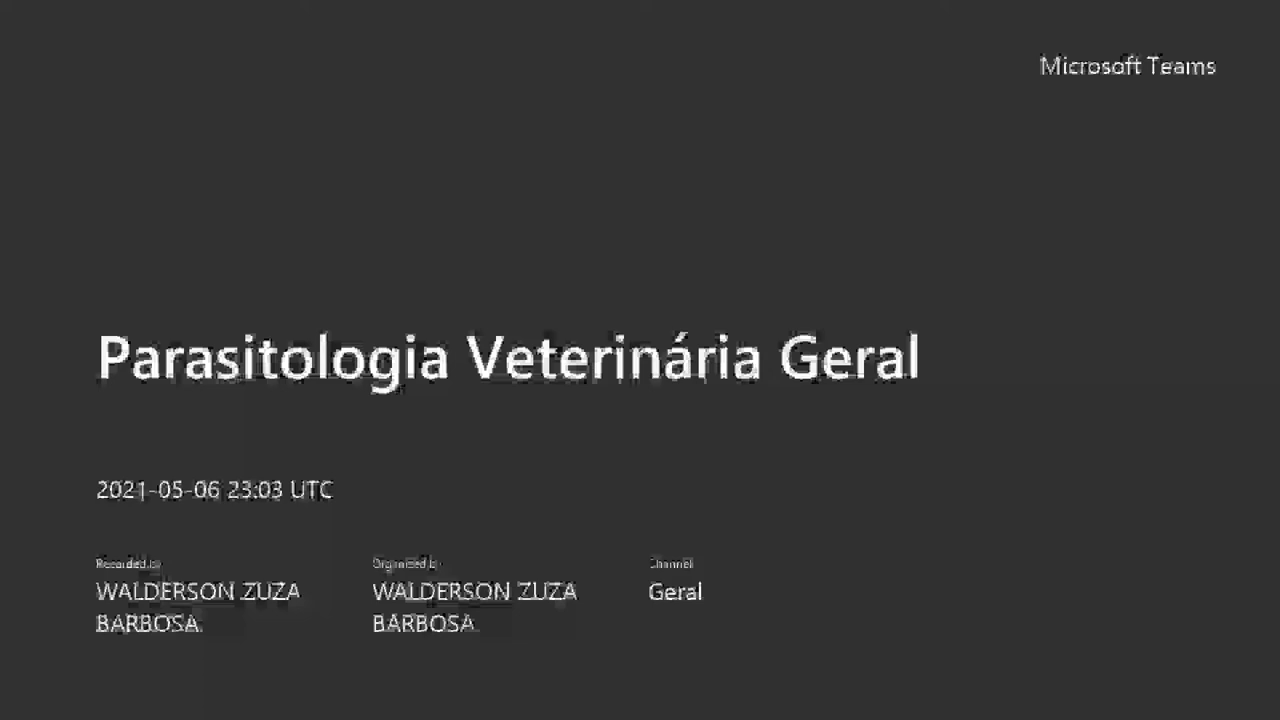 Microsoft Teams
Parasitologia Veterinária Geral
2021-05-06 23:03 UTC
Recorded by
Organized by
Channel
WALDERSON ZUZA
WALDERSON ZUZA
Geral
BARBOSA
BARBOSA